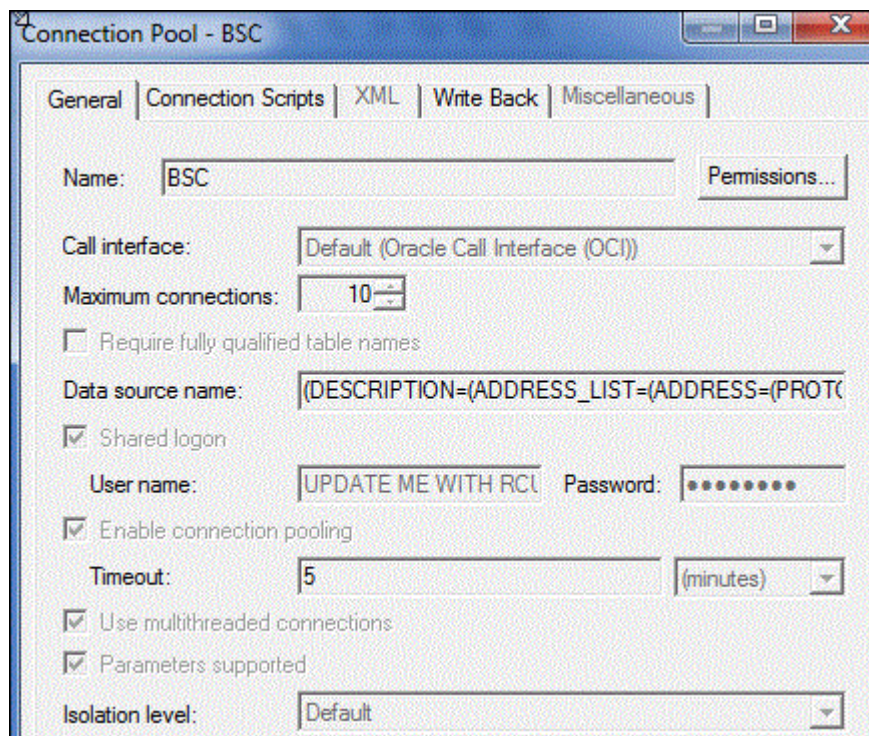 Connection Pool - BSC
General Connection Scripts XML Write Back Miscellaneous
Name: BSC Permissions...
Call interface: Default (Oracle Call Interface (OCI))
Maximum connections: 10
Require fully qualified table names
Data source name: (DESCRIPTION=(ADDRESS_LIST=(ADDRESS=(PROTO
Shared logon
User name: UPDATE ME WITH RCU Password: ••••••••
Enable connection pooling
Timeout: 5 (minutes)
Use multithreaded connections
Parameters supported
Isolation level: Default